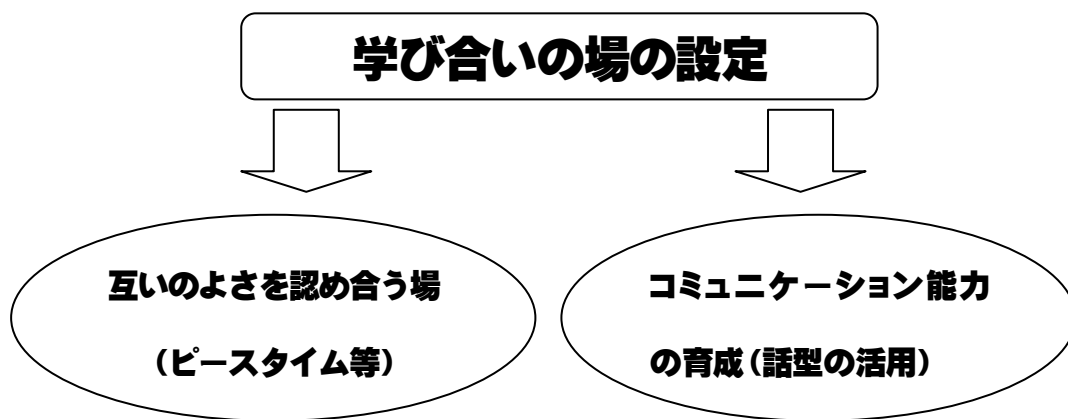 学び合いの場の設定
互いのよさを認め合う場
(ピースタイム等)
コミュニケーション能力
の育成(話型の活用)